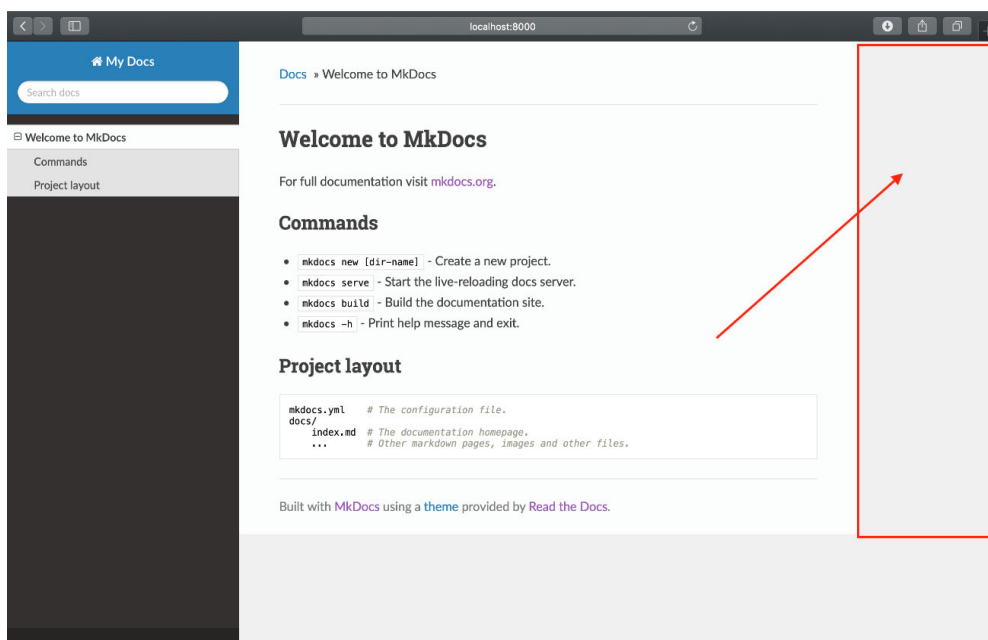 localhost:8000
My Docs
Search docs
Welcome to MkDocs
Commands
Project layout
Docs » Welcome to MkDocs
Welcome to MkDocs
For full documentation visit mkdocs.org.
Commands
• mkdocs new [dir-name] - Create a new project.
• mkdocs serve - Start the live-reloading docs server.
• mkdocs build - Build the documentation site.
• mkdocs -h - Print help message and exit.
Project layout
mkdocs.yml    # The configuration file.
docs/
    index.md  # The documentation homepage.
    ...       # Other markdown pages, images and other files.
Built with MkDocs using a theme provided by Read the Docs.